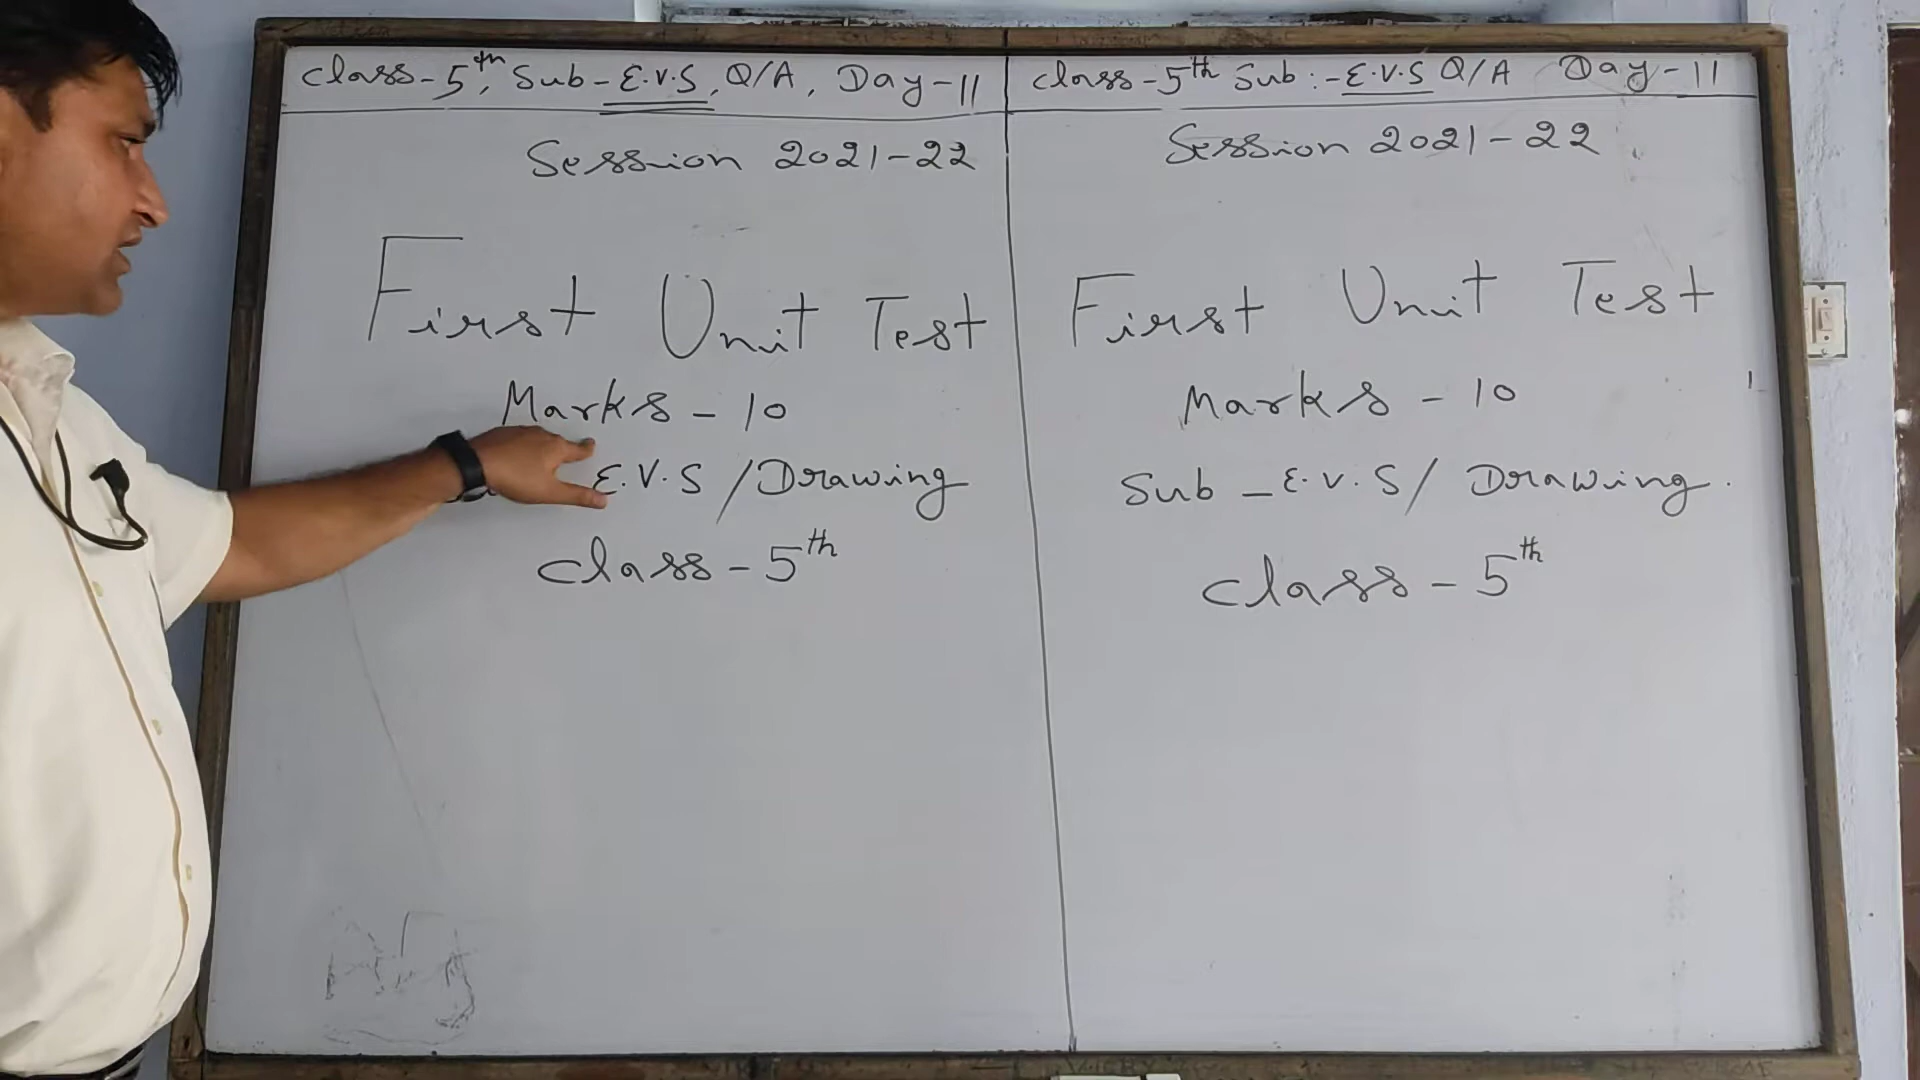 class-5th, Sub-E.V.S, Q/A, Day-11
Session 2021-22
First Unit Test
Marks-10
E.V.S/Drawing
class-5th
class-5th Sub:-E.V.S Q/A Day-11
Session 2021-22
First Unit Test
Marks-10
Sub-E.V.S/Drawing.
class-5th